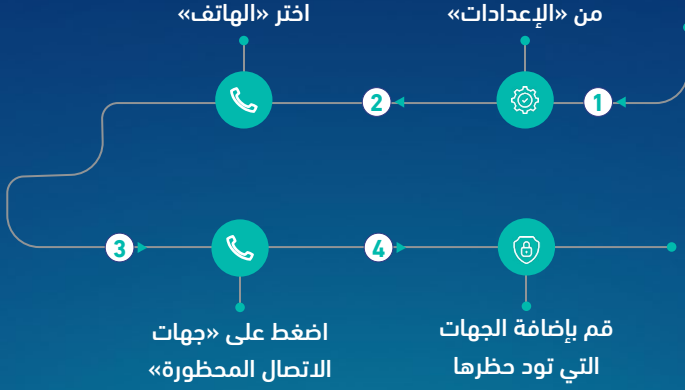 1
من «الإعدادات»
2
اختر «الهاتف»
3
اضغط على «جهات
الاتصال المحظورة»
4
قم بإضافة الجهات
التي تود حظرها